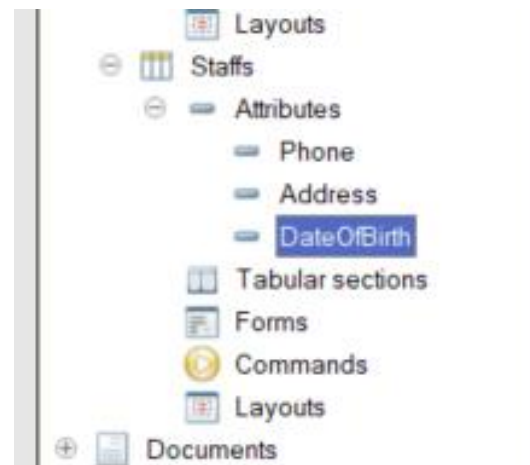 Layouts
Staffs
Attributes
Phone
Address
DateOfBirth
Tabular sections
Forms
Commands
Layouts
Documents